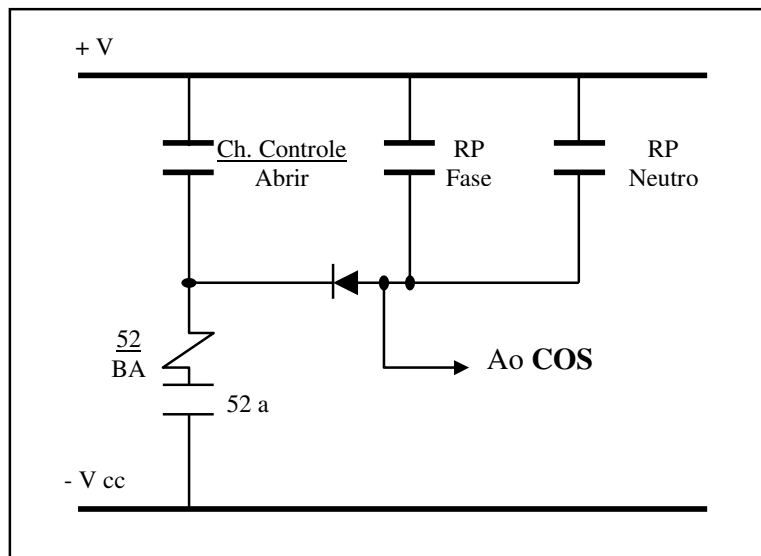 + V
Ch. Controle
Abrir
RP
Fase
RP
Neutro
52
BA
52 a
Ao COS
- V cc